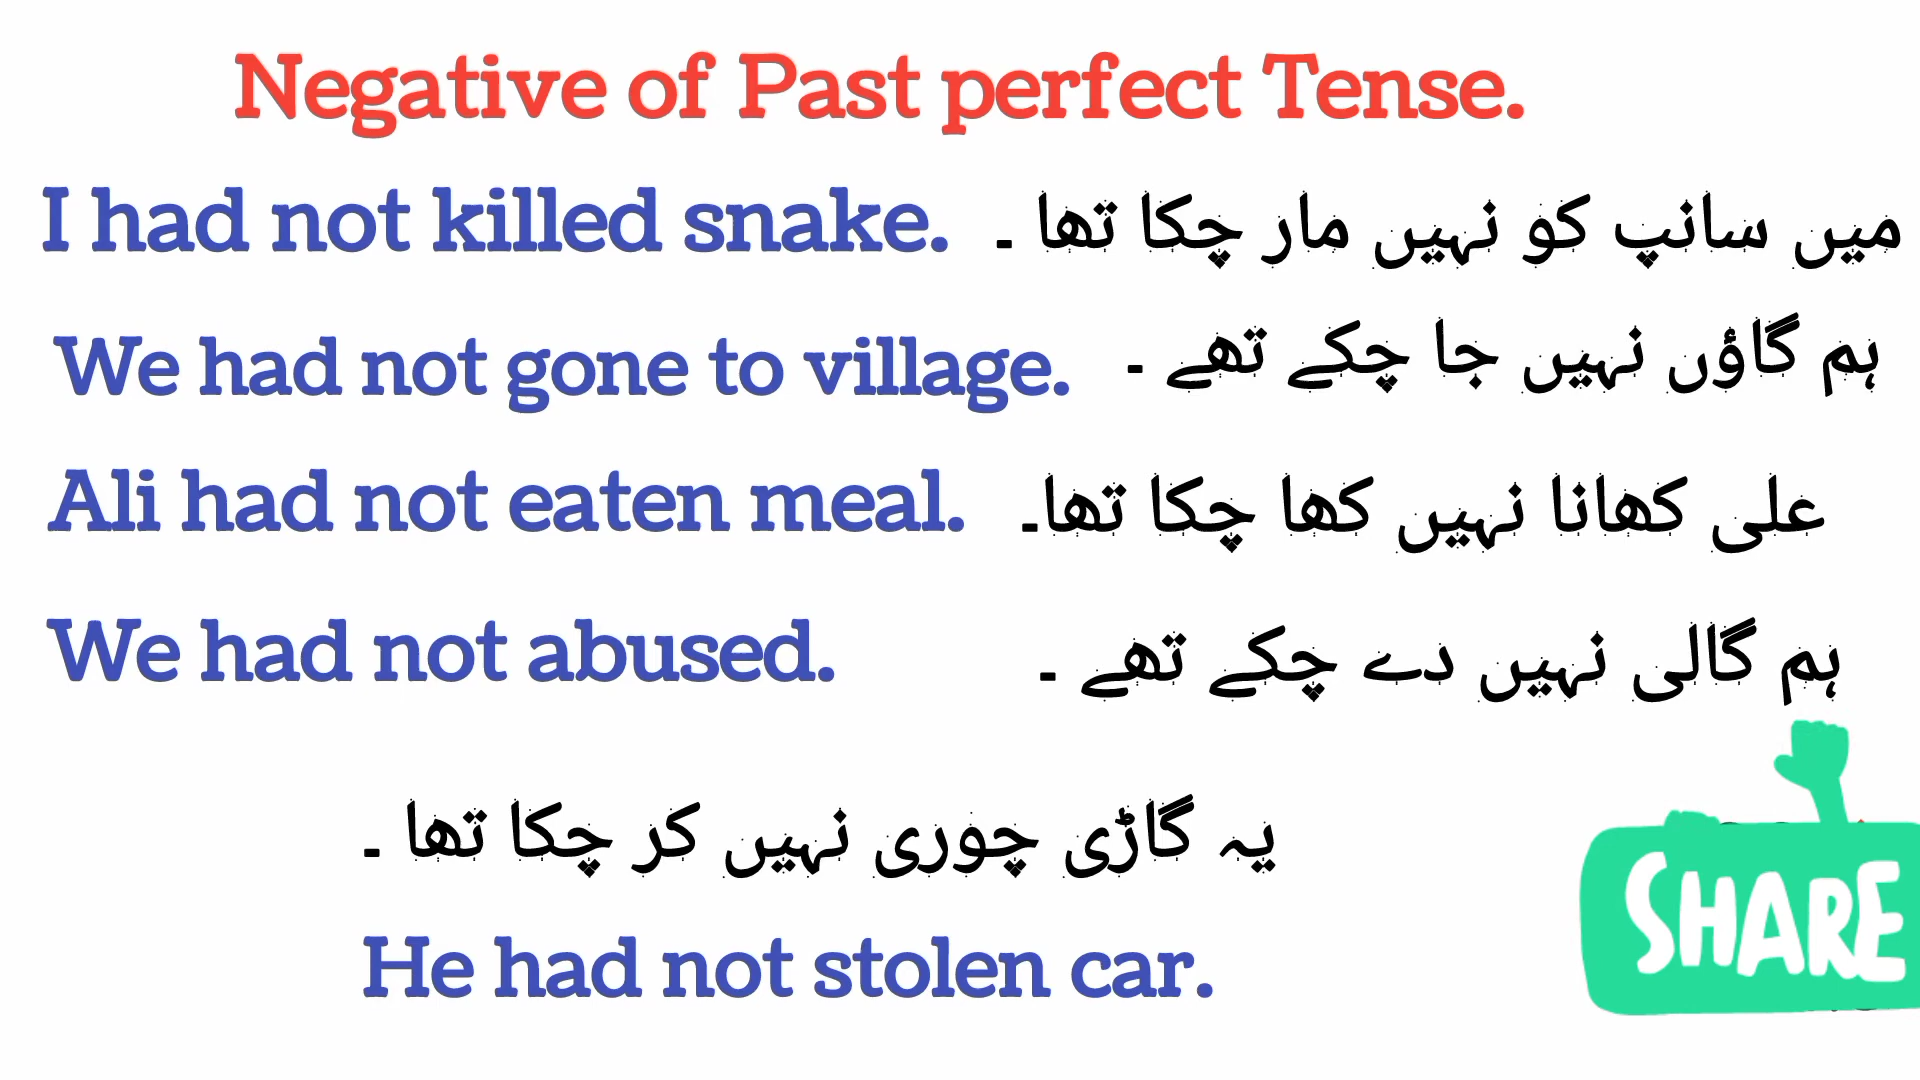 Negative of Past perfect Tense.
I had not killed snake. میں سانپ کو نہیں مار چکا تھا ۔
We had not gone to village. ہم گاؤں نہیں جا چکے تھے ۔
Ali had not eaten meal. علی کھانا نہیں کھا چکا تھا۔
We had not abused. ہم گالی نہیں دے چکے تھے ۔
یہ گاڑی چوری نہیں کر چکا تھا ۔
He had not stolen car.
SHARE